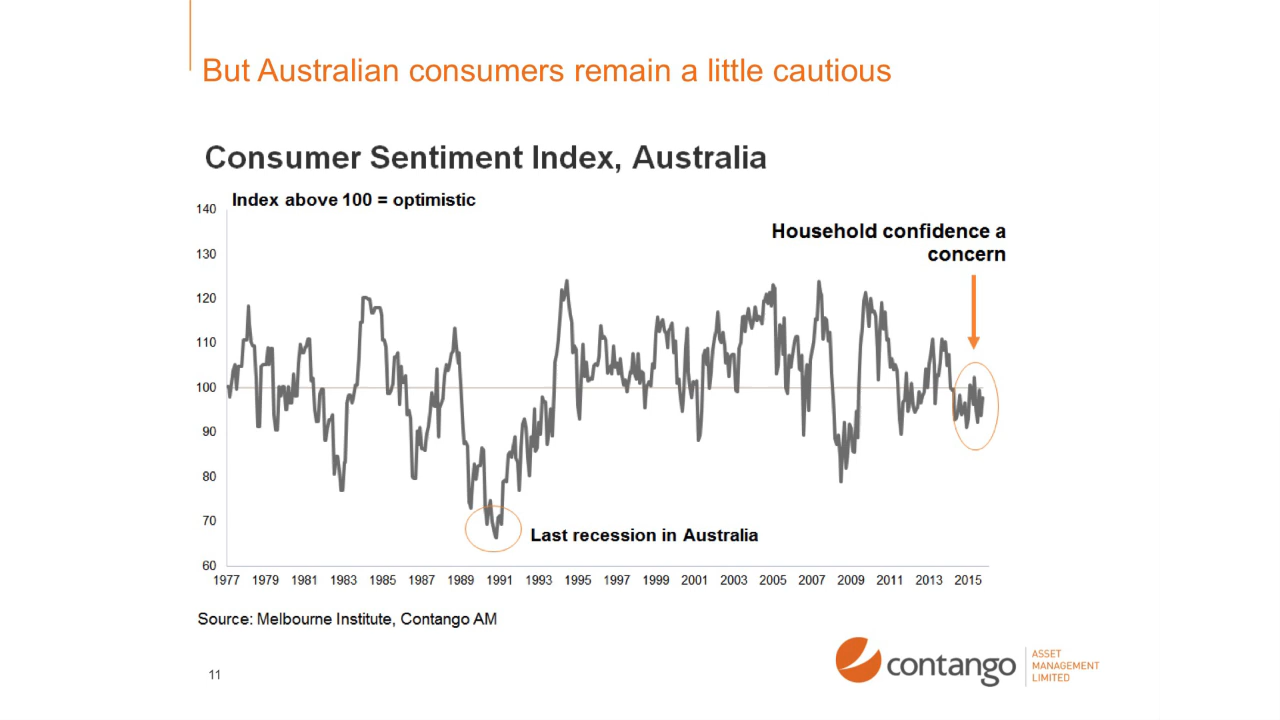 But Australian consumers remain a little cautious
Consumer Sentiment Index, Australia
Index above 100 = optimistic
140
130
120
110
100
90
80
70
60
Household confidence a
concern
Last recession in Australia
1977 1979 1981 1983 1985 1987 1989 1991 1993 1995 1997 1999 2001 2003 2005 2007 2009 2011 2013 2015
Source: Melbourne Institute, Contango AM
11
contango
ASSET
MANAGEMENT
LIMITED